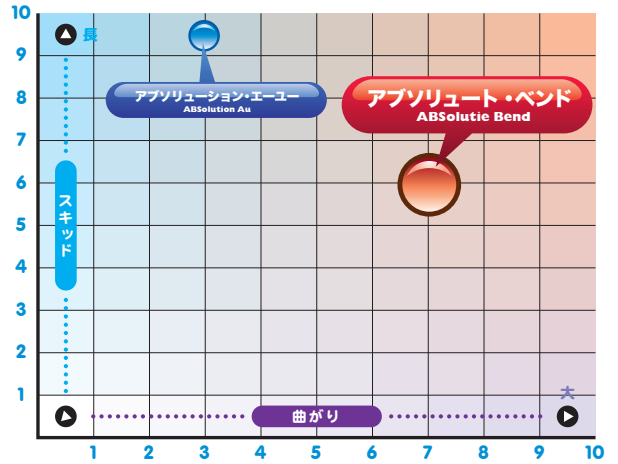 10
長
9
8
アブソリューション・エーユー
ABSolution Au
アブソリュート・ベンド
ABSolutie Bend
7
6
スキッド
5
4
3
2
1
大
曲がり
1 2 3 4 5 6 7 8 9 10